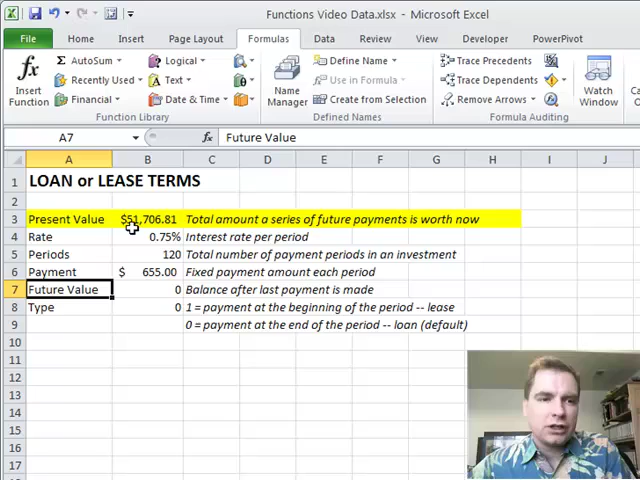 Functions Video Data.xlsx - Microsoft Excel
File Home Insert Page Layout Formulas Data Review View Developer PowerPivot
fx Insert Function
Σ AutoSum
Recently Used
Financial
Logical
A Text
Date & Time
Function Library
Name Manager
Define Name
Use in Formula
Create from Selection
Defined Names
Trace Precedents
Trace Dependents
Remove Arrows
Formula Auditing
Watch Window
A7 fx Future Value
A B C D E F G H I J
1 LOAN or LEASE TERMS
2
3 Present Value $51,706.81 Total amount a series of future payments is worth now
4 Rate 0.75% Interest rate per period
5 Periods 120 Total number of payment periods in an investment
6 Payment $ 655.00 Fixed payment amount each period
7 Future Value 0 Balance after last payment is made
8 Type 0 1 = payment at the beginning of the period -- lease
9 0 = payment at the end of the period -- loan (default)
10
11
12
13
14
15
16
17